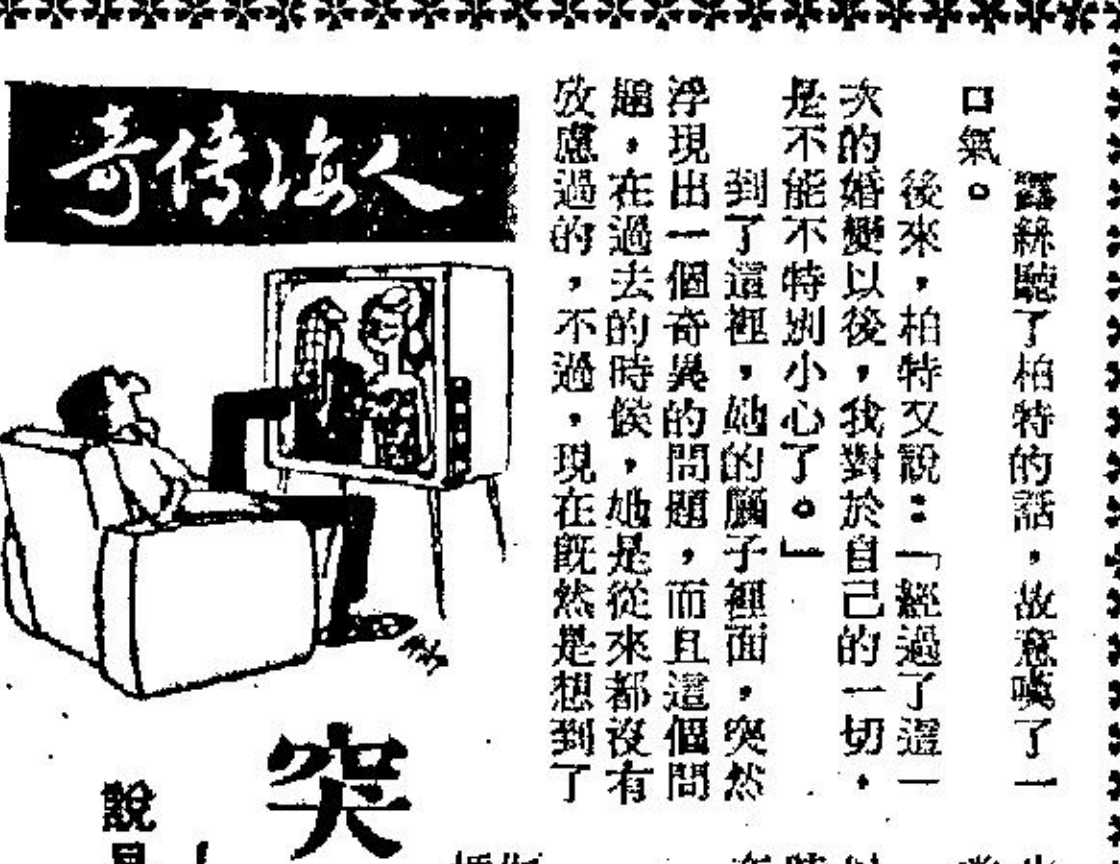 露絲聽了柏特的話，故意嘆了一
口氣。
後來，柏特又說：「經過了這一
次的婚變以後，我對於自己的一切，
是不能不特別小心了。」
到了這裡，她的腦子裡面，突然
浮現出一個奇異的問題，而且這個問
題，在過去的時候，她是從來都沒有
放慮過的，不過，現在既然是想到了
人海傳奇
突
說